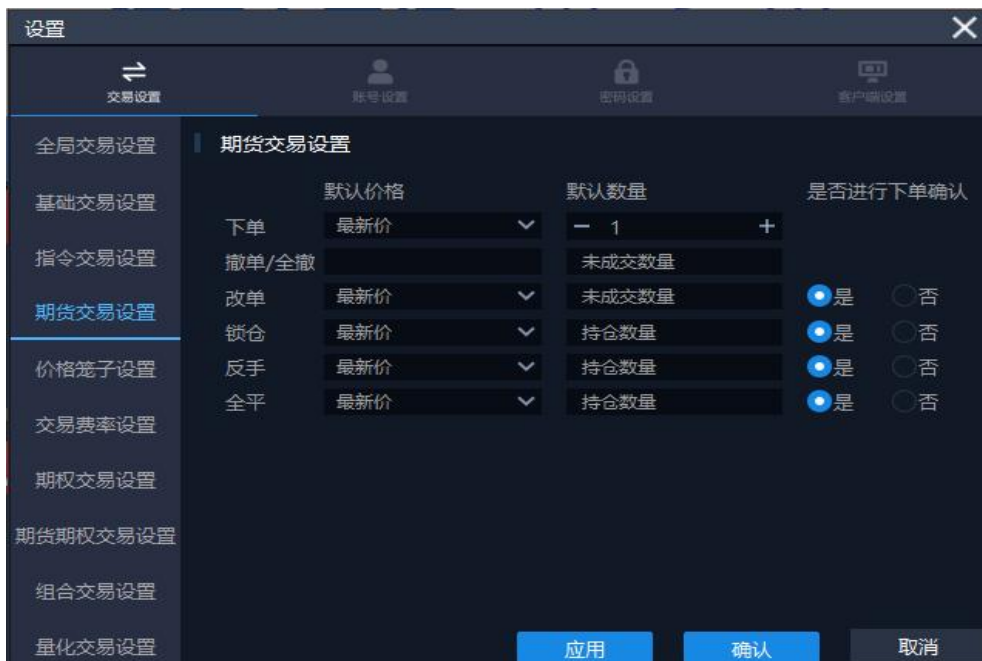 设置
交易设置 账号设置 密码设置 客户端设置
全局交易设置
基础交易设置
指令交易设置
期货交易设置
价格笼子设置
交易费率设置
期权交易设置
期货期权交易设置
组合交易设置
量化交易设置
期货交易设置
默认价格 默认数量 是否进行下单确认
下单 最新价 1
撤单/全撤 未成交数量
改单 最新价 未成交数量 是 否
锁仓 最新价 持仓数量 是 否
反手 最新价 持仓数量 是 否
全平 最新价 持仓数量 是 否
应用 确认 取消